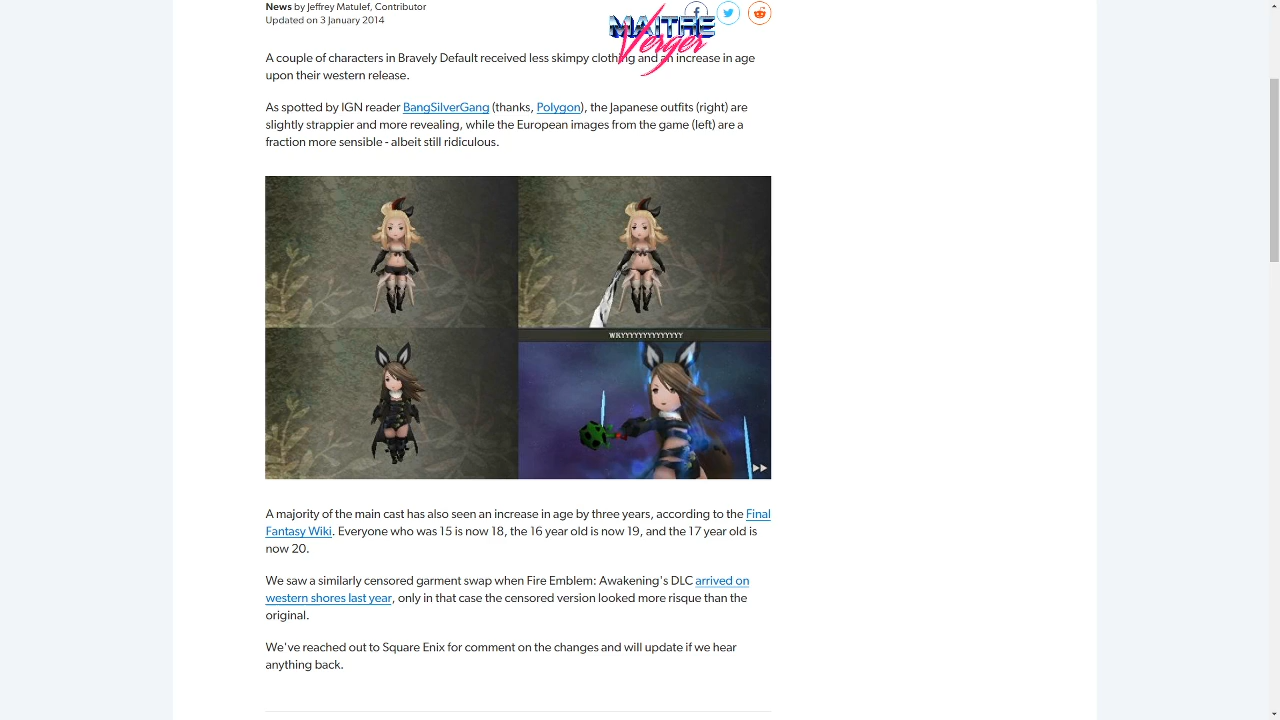 News by Jeffrey Matulef, Contributor
Updated on 3 January 2014
MAITRE
Verger
A couple of characters in Bravely Default received less skimpy clothing and an increase in age
upon their western release.
As spotted by IGN reader BangSilverGang (thanks, Polygon), the Japanese outfits (right) are
slightly strappier and more revealing, while the European images from the game (left) are a
fraction more sensible - albeit still ridiculous.
WRYYYYYYYYYYYYYY
A majority of the main cast has also seen an increase in age by three years, according to the Final
Fantasy Wiki. Everyone who was 15 is now 18, the 16 year old is now 19, and the 17 year old is
now 20.
We saw a similarly censored garment swap when Fire Emblem: Awakening's DLC arrived on
western shores last year, only in that case the censored version looked more risque than the
original.
We've reached out to Square Enix for comment on the changes and will update if we hear
anything back.